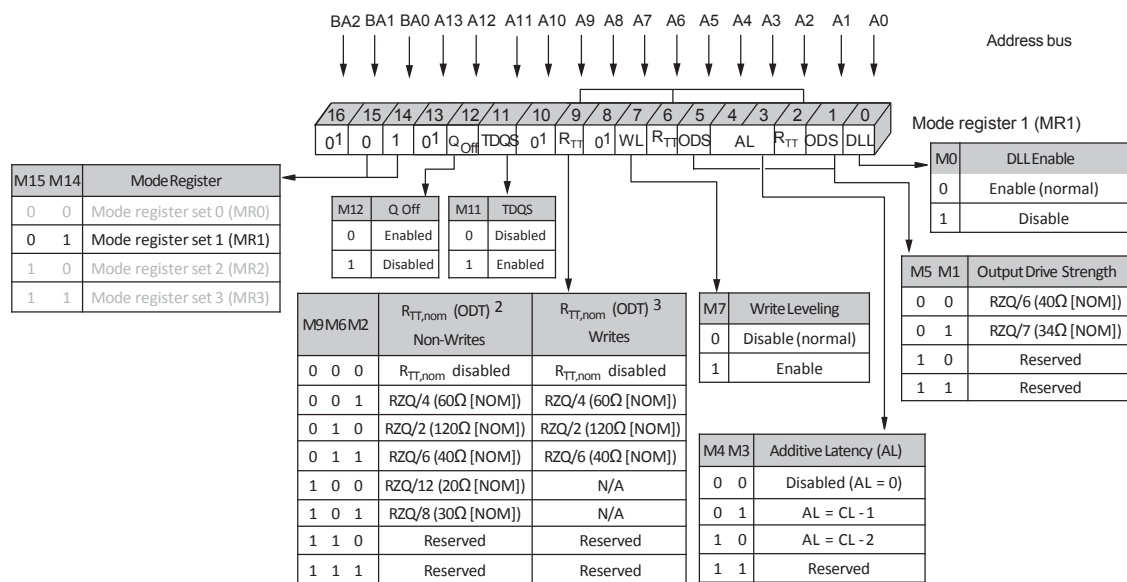 BA2 BA1 BA0 A13 A12 A11 A10 A9 A8 A7 A6 A5 A4 A3 A2 A1 A0
Address bus
16 15 14 13 12 11 10 9 8 7 6 5 4 3 2 1 0
0¹ 0 1 0¹ Q Off TDQS 0¹ RTT 0¹ WL RTT ODS AL RTT ODS DLL
Mode register 1 (MR1)
M15 M14 Mode Register
0 0 Mode register set 0 (MR0)
0 1 Mode register set 1 (MR1)
1 0 Mode register set 2 (MR2)
1 1 Mode register set 3 (MR3)
M12 Q Off
0 Enabled
1 Disabled
M11 TDQS
0 Disabled
1 Enabled
M0 DLL Enable
0 Enable (normal)
1 Disable
M5 M1 Output Drive Strength
0 0 RZQ/6 (40Ω [NOM])
0 1 RZQ/7 (34Ω [NOM])
1 0 Reserved
1 1 Reserved
M9 M6 M2 RTT,nom (ODT) 2 Non-Writes RTT,nom (ODT) 3 Writes
0 0 0 RTT,nom disabled RTT,nom disabled
0 0 1 RZQ/4 (60Ω [NOM]) RZQ/4 (60Ω [NOM])
0 1 0 RZQ/2 (120Ω [NOM]) RZQ/2 (120Ω [NOM])
0 1 1 RZQ/6 (40Ω [NOM]) RZQ/6 (40Ω [NOM])
1 0 0 RZQ/12 (20Ω [NOM]) N/A
1 0 1 RZQ/8 (30Ω [NOM]) N/A
1 1 0 Reserved Reserved
1 1 1 Reserved Reserved
M7 Write Leveling
0 Disable (normal)
1 Enable
M4 M3 Additive Latency (AL)
0 0 Disabled (AL = 0)
0 1 AL = CL - 1
1 0 AL = CL - 2
1 1 Reserved